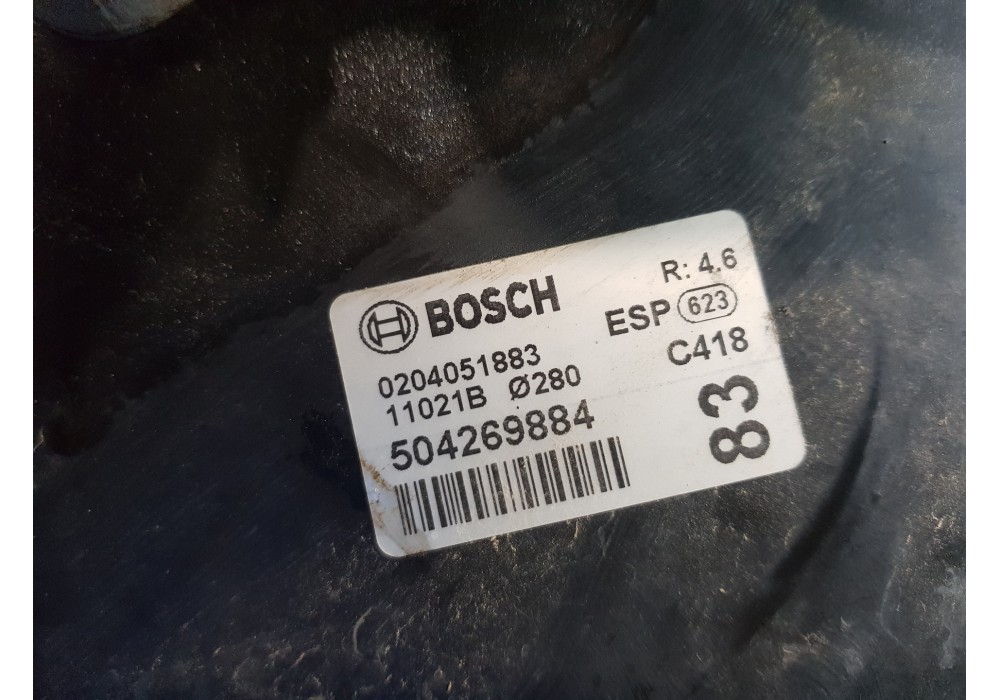 BOSCH
R: 4.6
ESP 623
0204051883
C418
11021B Ø280
504269884
83